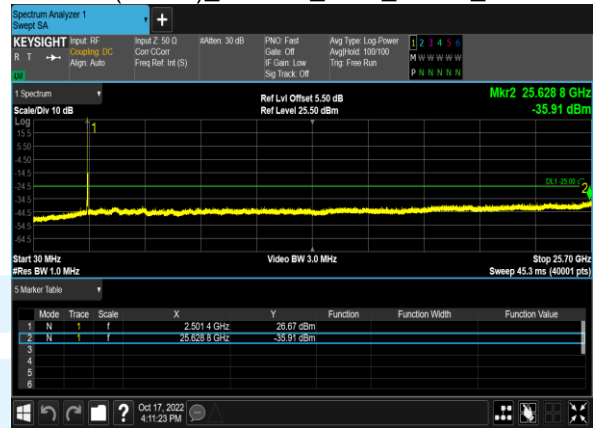 Spectrum Analyzer 1
Swept SA
KEYSIGHT Input: RF Input Z: 50 Ω #Atten: 30 dB PNO: Fast Avg Type: Log-Power 1 2 3 4 5 6
R T Coupling: DC Corr CCorr Gate: Off Avg|Hold: 100/100 M W W W W W
Align: Auto Freq Ref: Int (S) IF Gain: Low Trig: Free Run P N N N N N
LU Sig Track: Off
1 Spectrum Ref Lvl Offset 5.50 dB Mkr2 25.628 8 GHz
Scale/Div 10 dB Ref Level 25.50 dBm -35.91 dBm
Log
1
15.5
5.50
-4.50
-14.5
DL1 -25.00
-24.5
2
-34.5
-44.5
-54.5
-64.5
Start 30 MHz Video BW 3.0 MHz Stop 25.70 GHz
#Res BW 1.0 MHz Sweep 45.3 ms (40001 pts)
5 Marker Table
Mode Trace Scale X Y Function Function Width Function Value
1 N 1 f 2.501 4 GHz 26.67 dBm
2 N 1 f 25.628 8 GHz -35.91 dBm
3
4
5
6
? Oct 17, 2022
4:11:23 PM